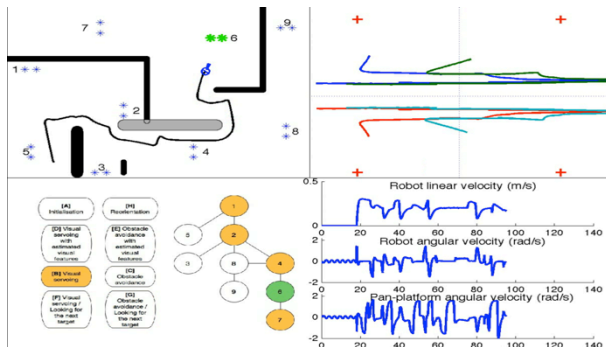 7
9
6
1
2
5
3
4
8
[A]
Initialisation
[H]
Reorientation
[D] Visual
servoing
with
estimated
visual
features
[E] Obstacle
avoidance
with
estimated
visual
features
[B] Visual
servoing
[C]
Obstacle
avoidance
[F] Visual
servoing /
Looking for
the next
target
[G]
Obstacle
avoidance /
Looking for
the next
target
1
5
2
3
8
4
9
6
7
Robot linear velocity (m/s)
0.5
0
0 20 40 60 80 100 120 140
Robot angular velocity (rad/s)
2
0
-2
0 20 40 60 80 100 120 140
Pan-platform angular velocity (rad/s)
2
0
-2
0 20 40 60 80 100 120 140